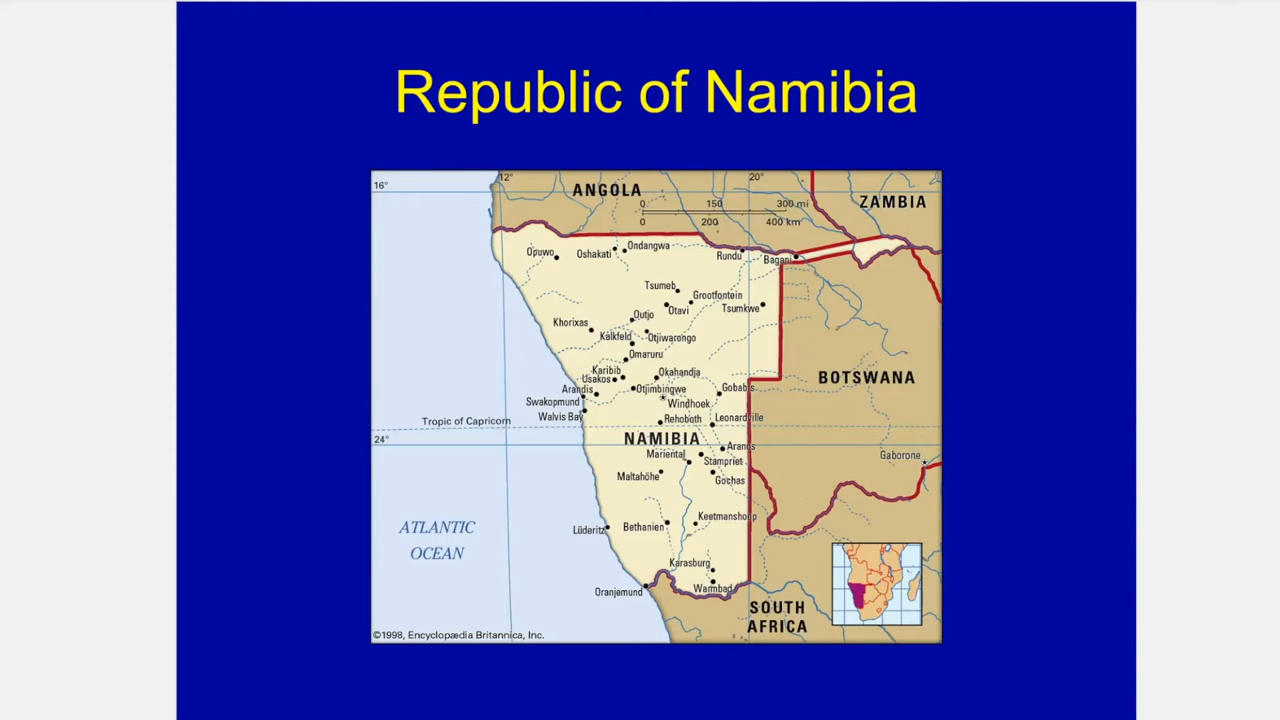 Republic of Namibia
16°
12°
20°
ANGOLA
ZAMBIA
0 150 300 mi
0 200 400 km
Opuwo
Oshakati
Ondangwa
Rundu
Bagani
Tsumeb
Grootfontein
Otavi
Tsumkwe
Outjo
Khorixas
Kalkfeld
Otjiwarongo
Omaruru
Karibib
Okahandja
Usakos
BOTSWANA
Arandis
Otjimbingwe
Gobabis
Swakopmund
Windhoek
Walvis Bay
Rehoboth
Leonardville
Tropic of Capricorn
24°
NAMIBIA
Aranos
Mariental
Stampriet
Gaborone
Maltahöhe
Gochas
Keetmanshoop
ATLANTIC
OCEAN
Lüderitz
Bethanien
Karasburg
Oranjemund
Warmbad
SOUTH
AFRICA
©1998, Encyclopædia Britannica, Inc.